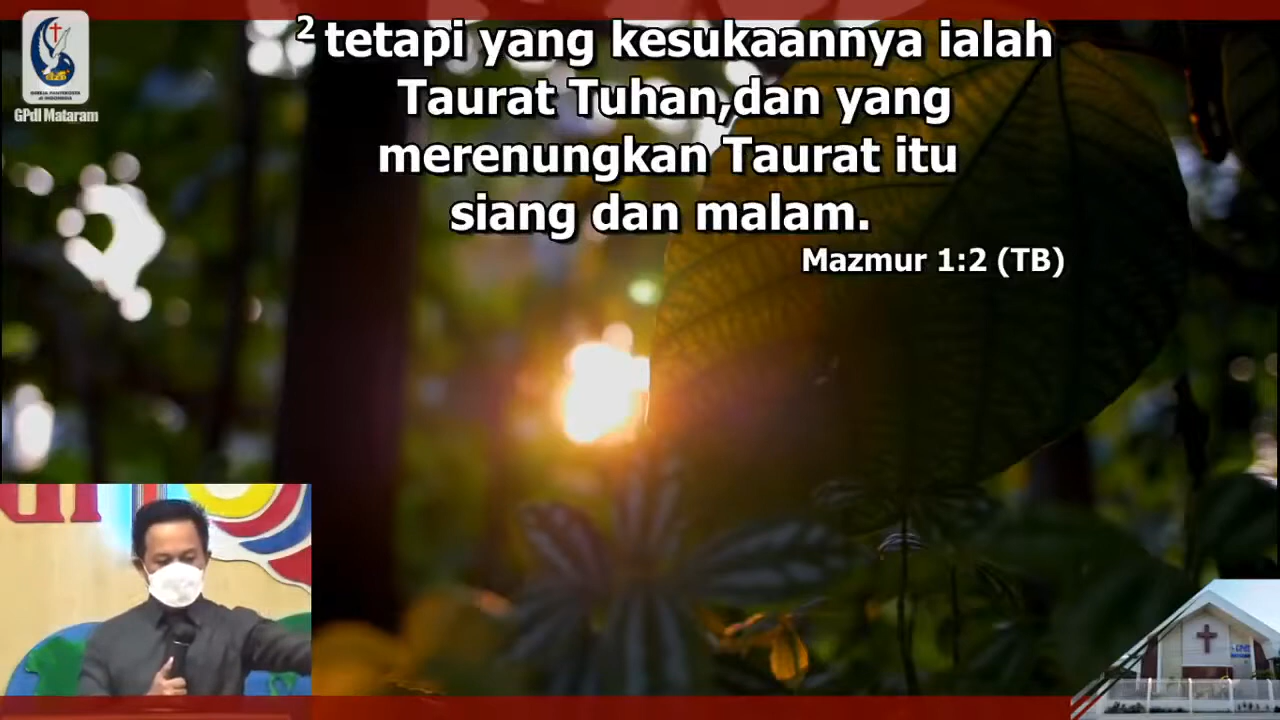 ² tetapi yang kesukaannya ialah
Taurat Tuhan,dan yang
merenungkan Taurat itu
siang dan malam.
Mazmur 1:2 (TB)
GPdI Mataram